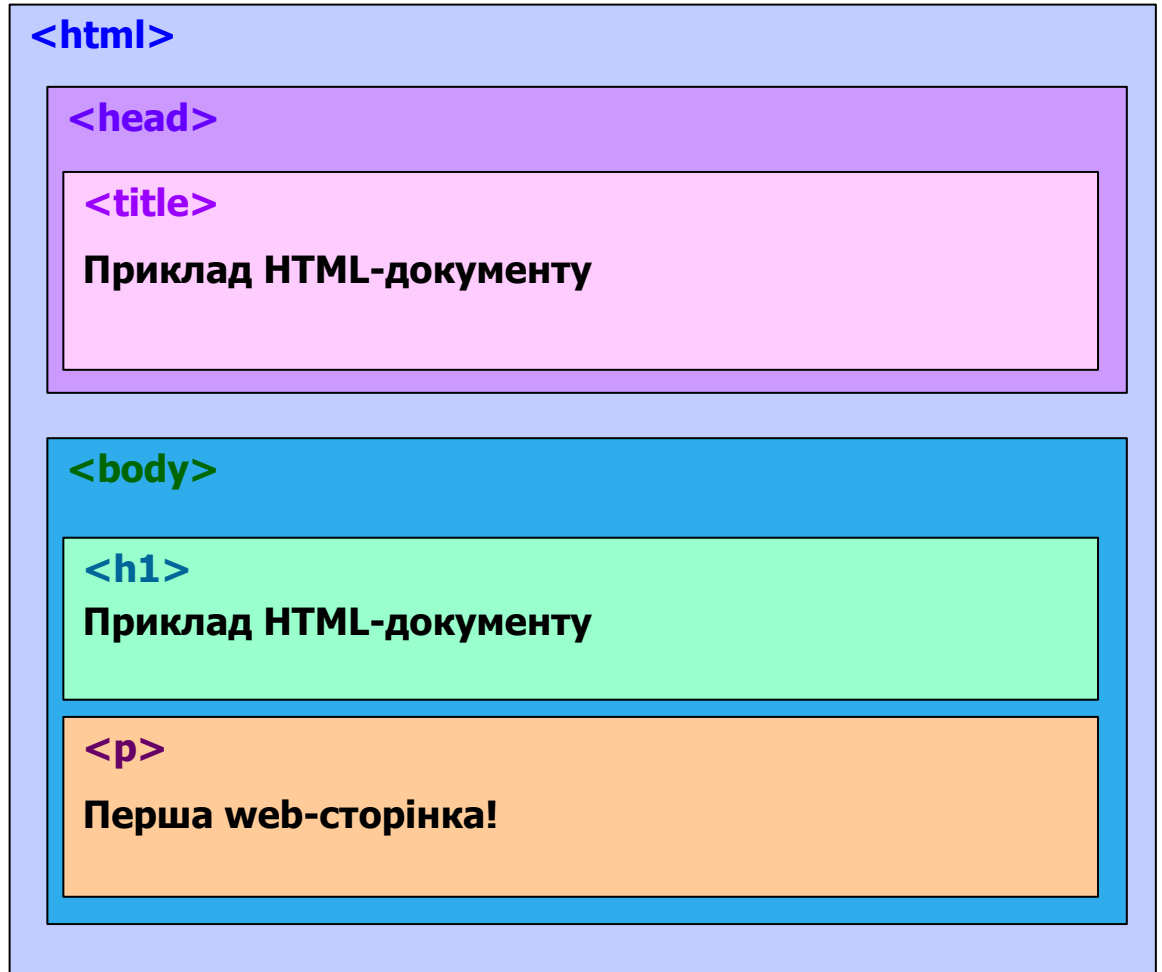 <html>
<head>
<title>
Приклад HTML-документу
<body>
<h1>
Приклад HTML-документу
<p>
Перша web-сторінка!